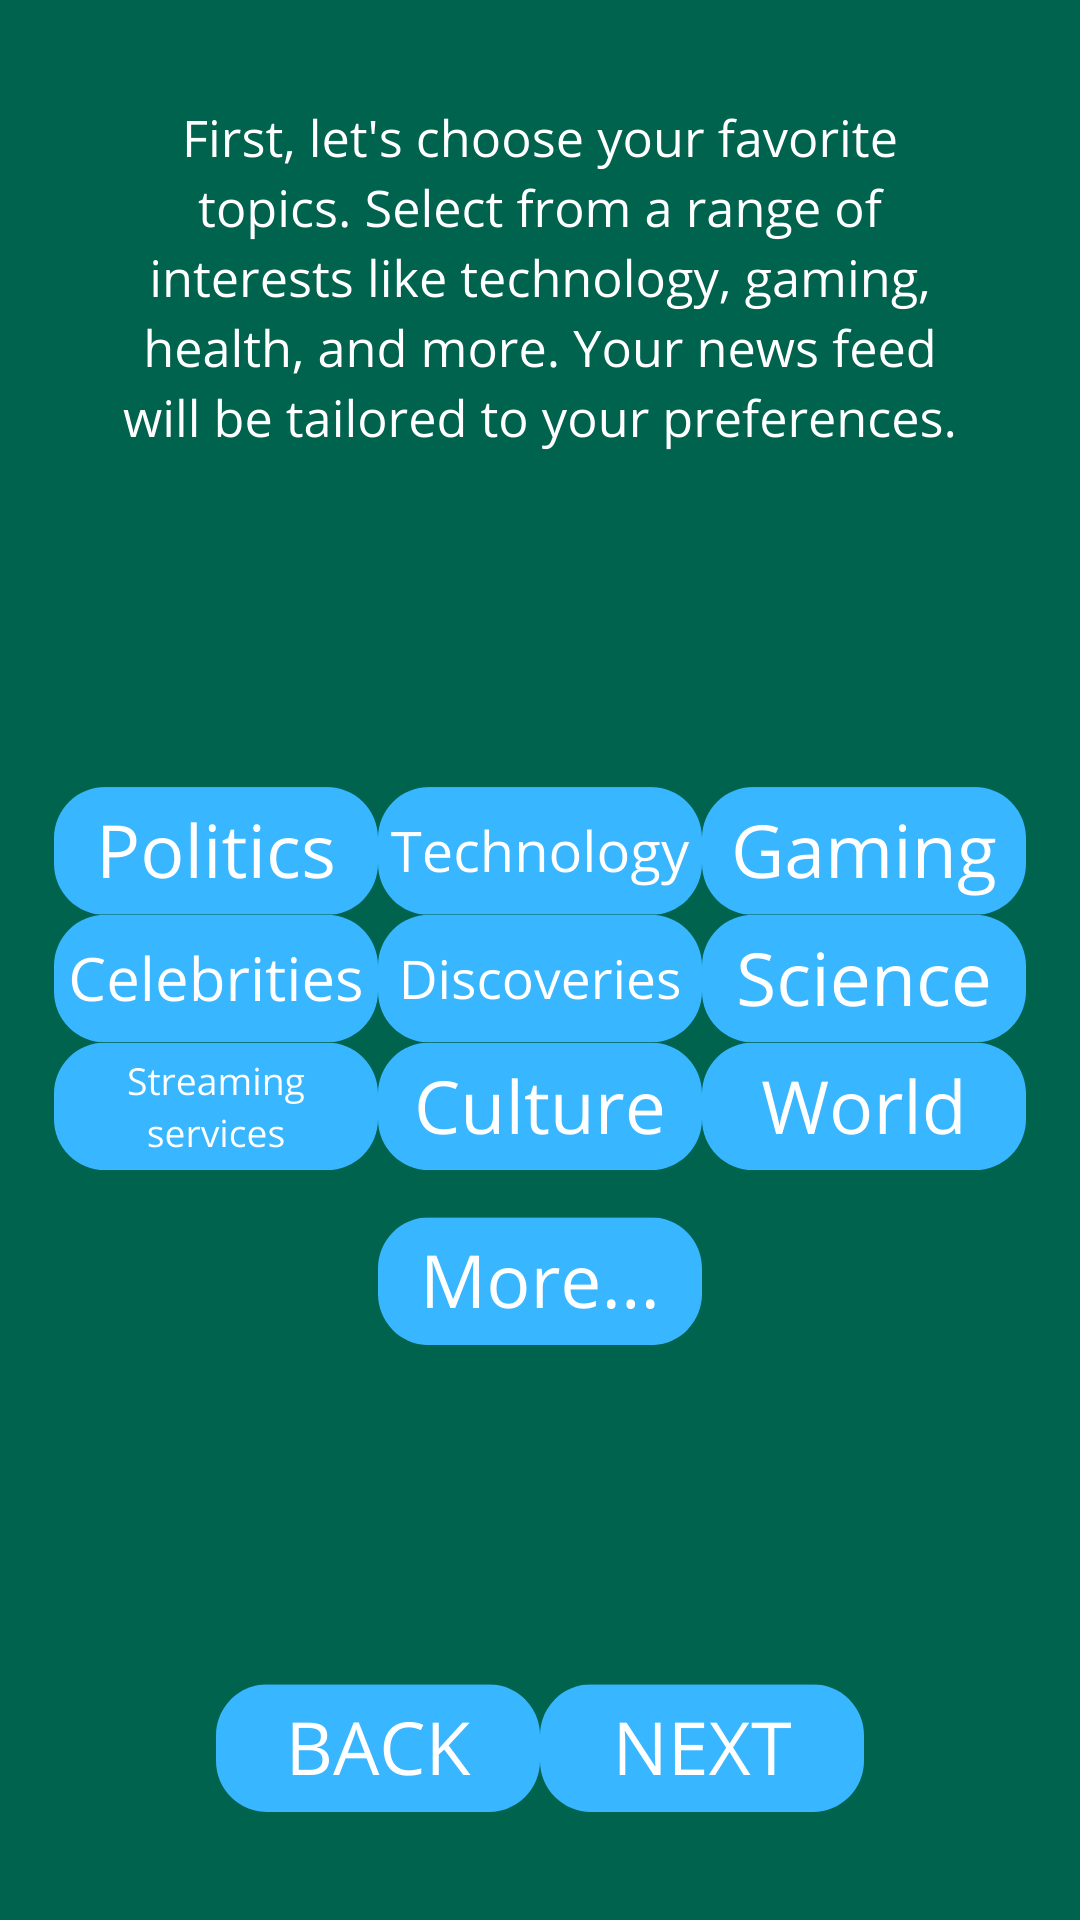 First, let's choose your favorite
topics. Select from a range of
interests like technology, gaming,
health, and more. Your news feed
will be tailored to your preferences.
Politics
Technology
Gaming
Celebrities
Discoveries
Science
Streaming
services
Culture
World
More...
BACK
NEXT